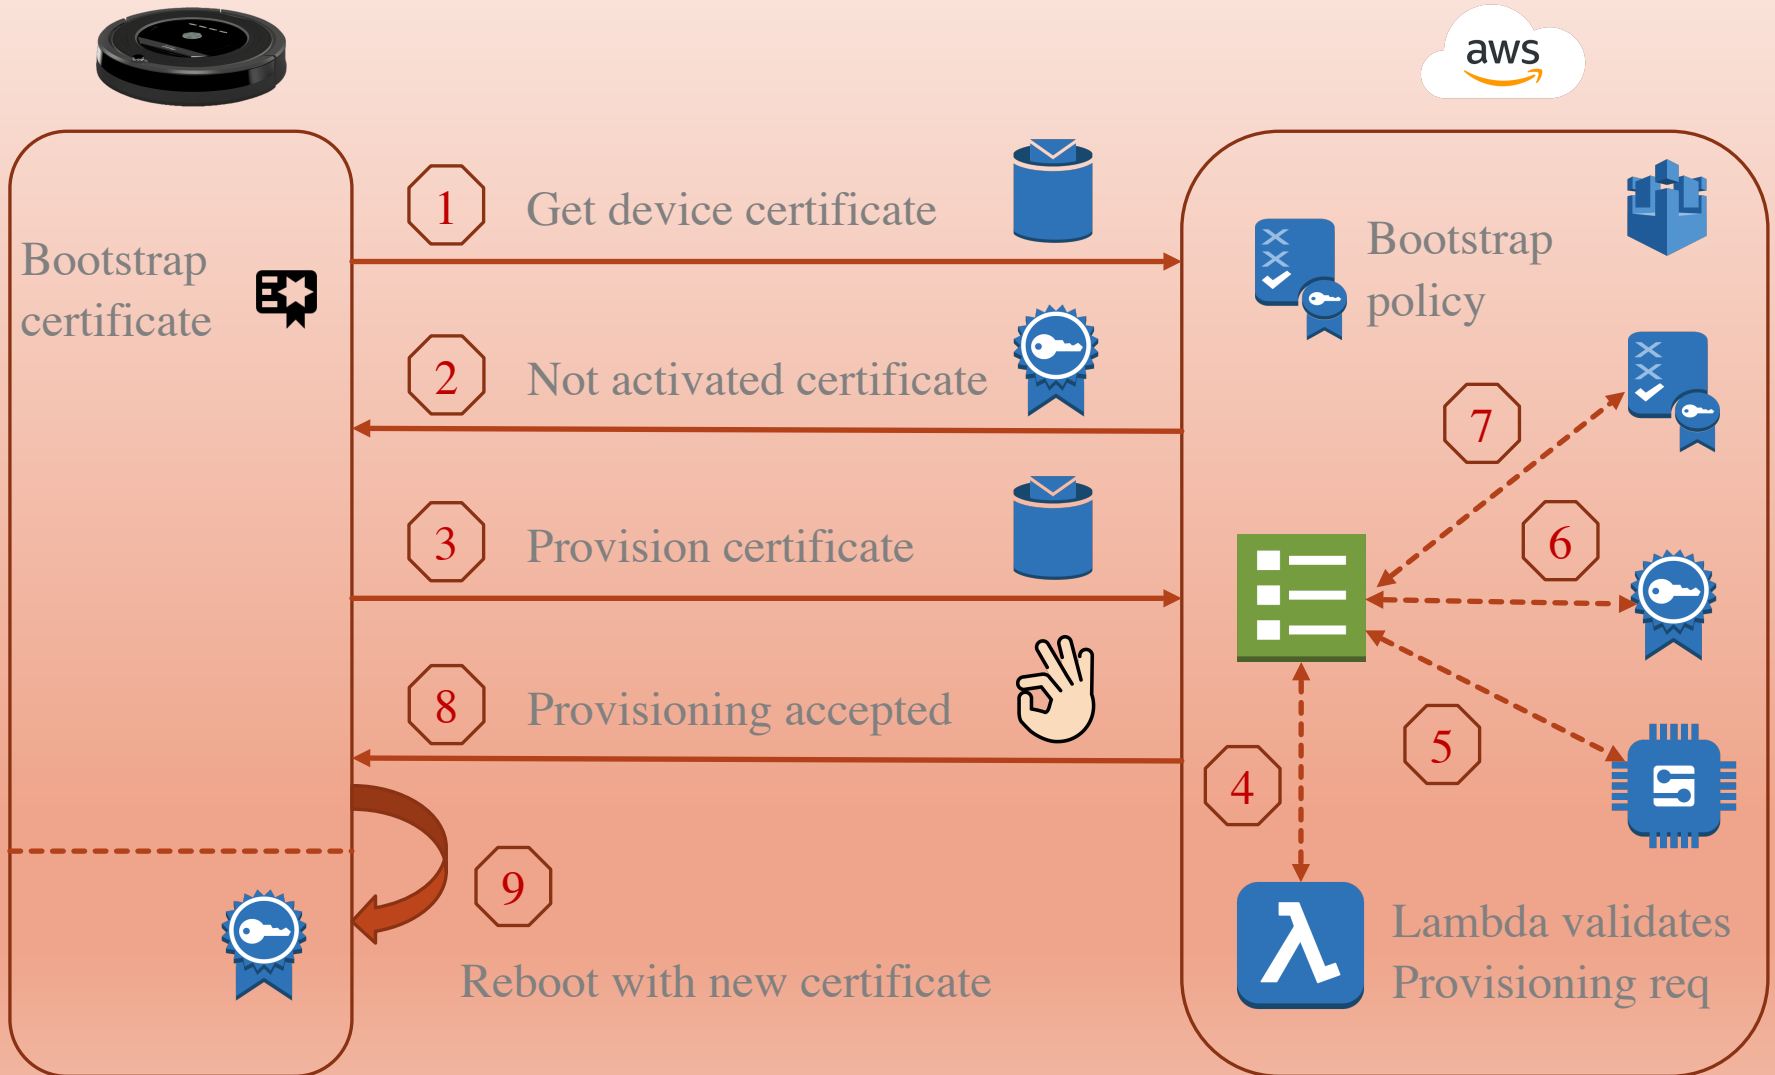 aws
1
Get device certificate
Bootstrap
certificate
Bootstrap
policy
2
Not activated certificate
7
3
Provision certificate
6
8
Provisioning accepted
5
4
9
Reboot with new certificate
Lambda validates
Provisioning req